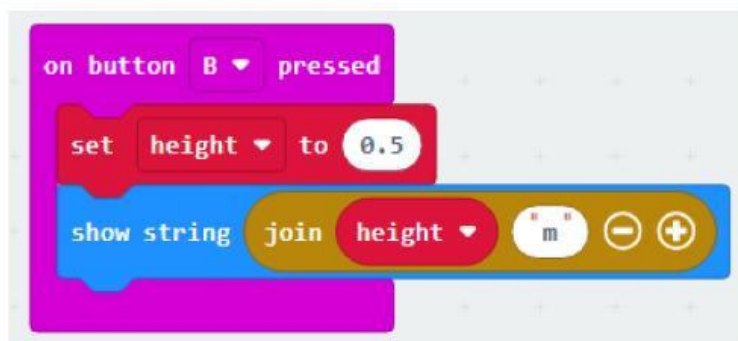 on button B pressed
set height to 0.5
show string join height "m"